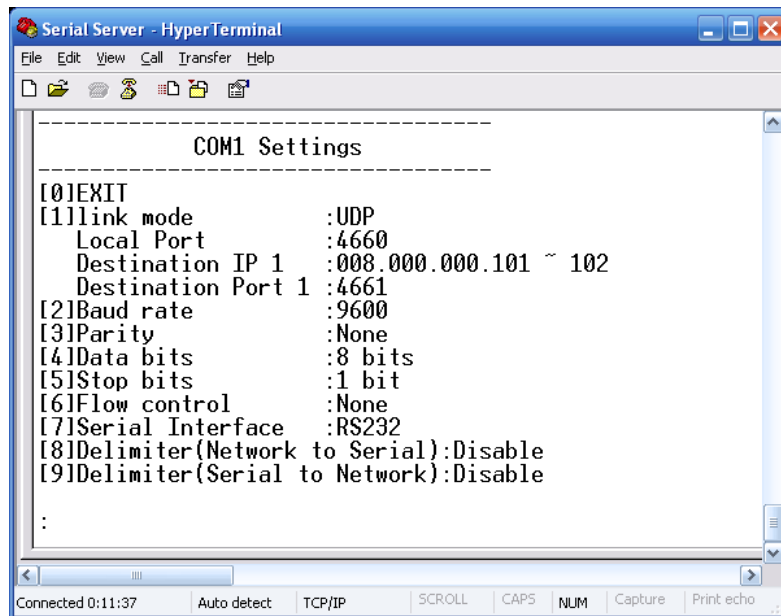 Serial Server - HyperTerminal
File Edit View Call Transfer Help
------------------------------------
COM1 Settings
------------------------------------
[0]EXIT
[1]link mode :UDP
Local Port :4660
Destination IP 1 :008.000.000.101 ~ 102
Destination Port 1 :4661
[2]Baud rate :9600
[3]Parity :None
[4]Data bits :8 bits
[5]Stop bits :1 bit
[6]Flow control :None
[7]Serial Interface :RS232
[8]Delimiter(Network to Serial):Disable
[9]Delimiter(Serial to Network):Disable
:
Connected 0:11:37 Auto detect TCP/IP SCROLL CAPS NUM Capture Print echo